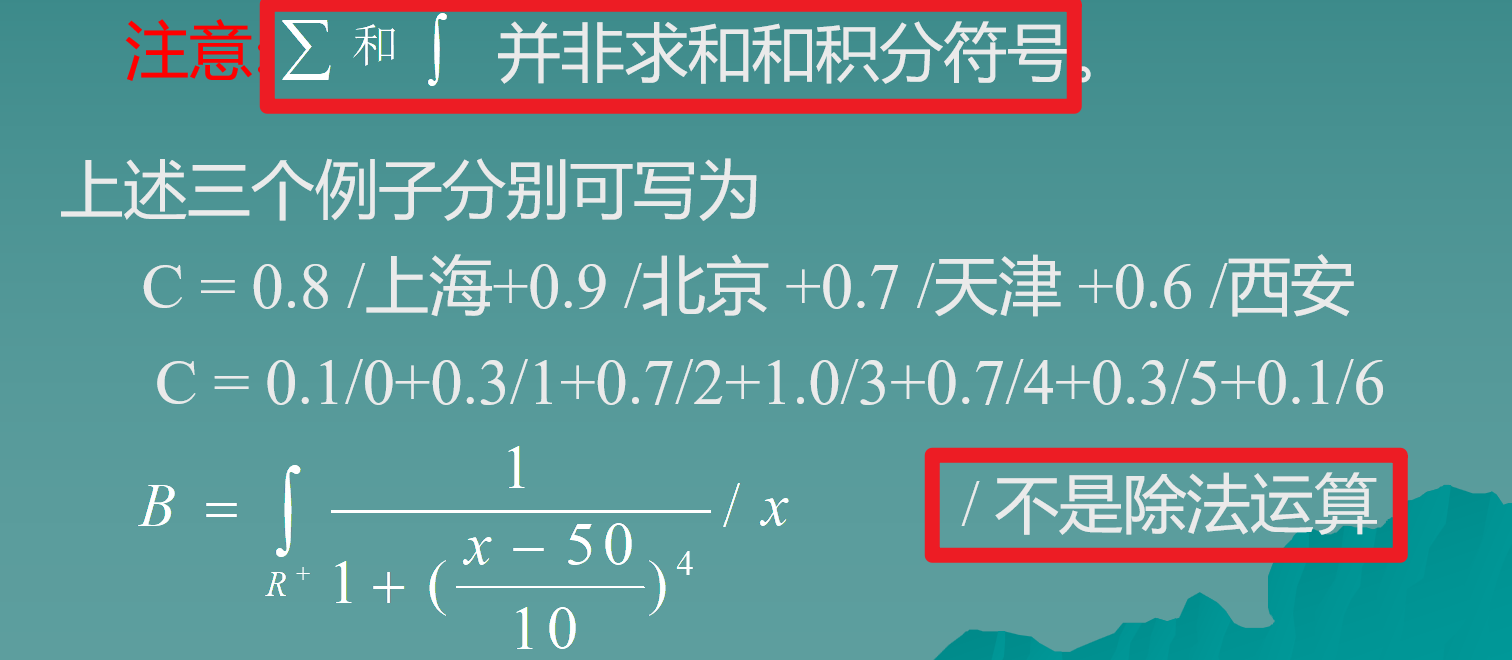 注意: ∑ 和 ∫ 并非求和和积分符号。
上述三个例子分别可写为
C = 0.8 /上海+0.9 /北京 +0.7 /天津 +0.6 /西安
C = 0.1/0+0.3/1+0.7/2+1.0/3+0.7/4+0.3/5+0.1/6
B = ∫_{R^+} \frac{1}{1 + (\frac{x - 50}{10})^4} / x    / 不是除法运算